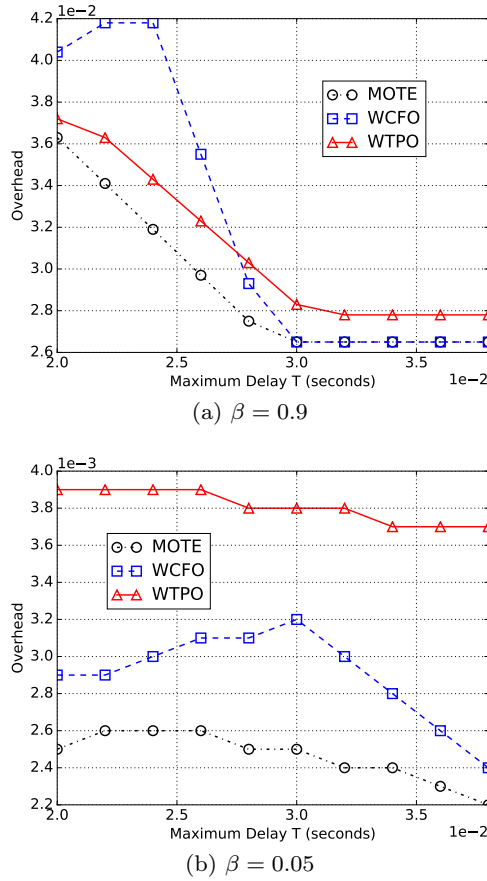 1e−2
4.2
4.0
3.8
3.6
3.4
3.2
3.0
2.8
2.6
Overhead
MOTE
WCFO
WTPO
2.0 2.5 3.0 3.5
Maximum Delay T (seconds) 1e−2
(a) β = 0.9
1e−3
4.0
3.8
3.6
3.4
3.2
3.0
2.8
2.6
2.4
2.2
Overhead
MOTE
WCFO
WTPO
2.0 2.5 3.0 3.5
Maximum Delay T (seconds) 1e−2
(b) β = 0.05